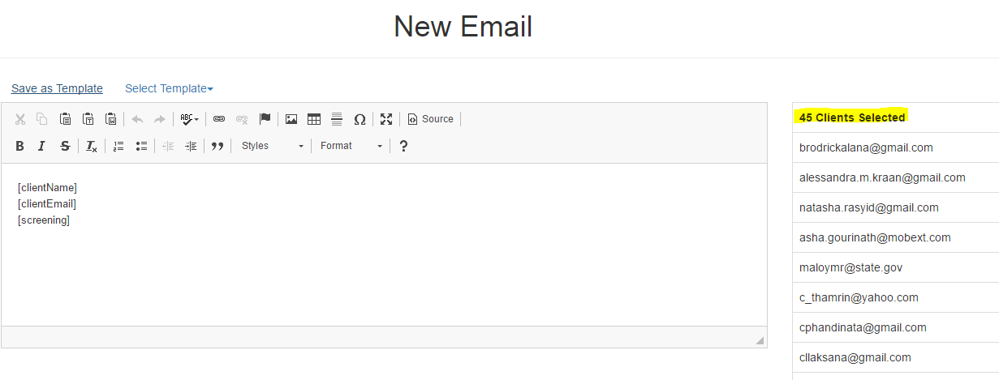 New Email
Save as Template Select Template
ABC Source
B I S Ix Styles Format ?
[clientName]
[clientEmail]
[screening]
45 Clients Selected
brodrickalana@gmail.com
alessandra.m.kraan@gmail.com
natasha.rasyid@gmail.com
asha.gourinath@mobext.com
maloymr@state.gov
c_thamrin@yahoo.com
cphandinata@gmail.com
cllaksana@gmail.com